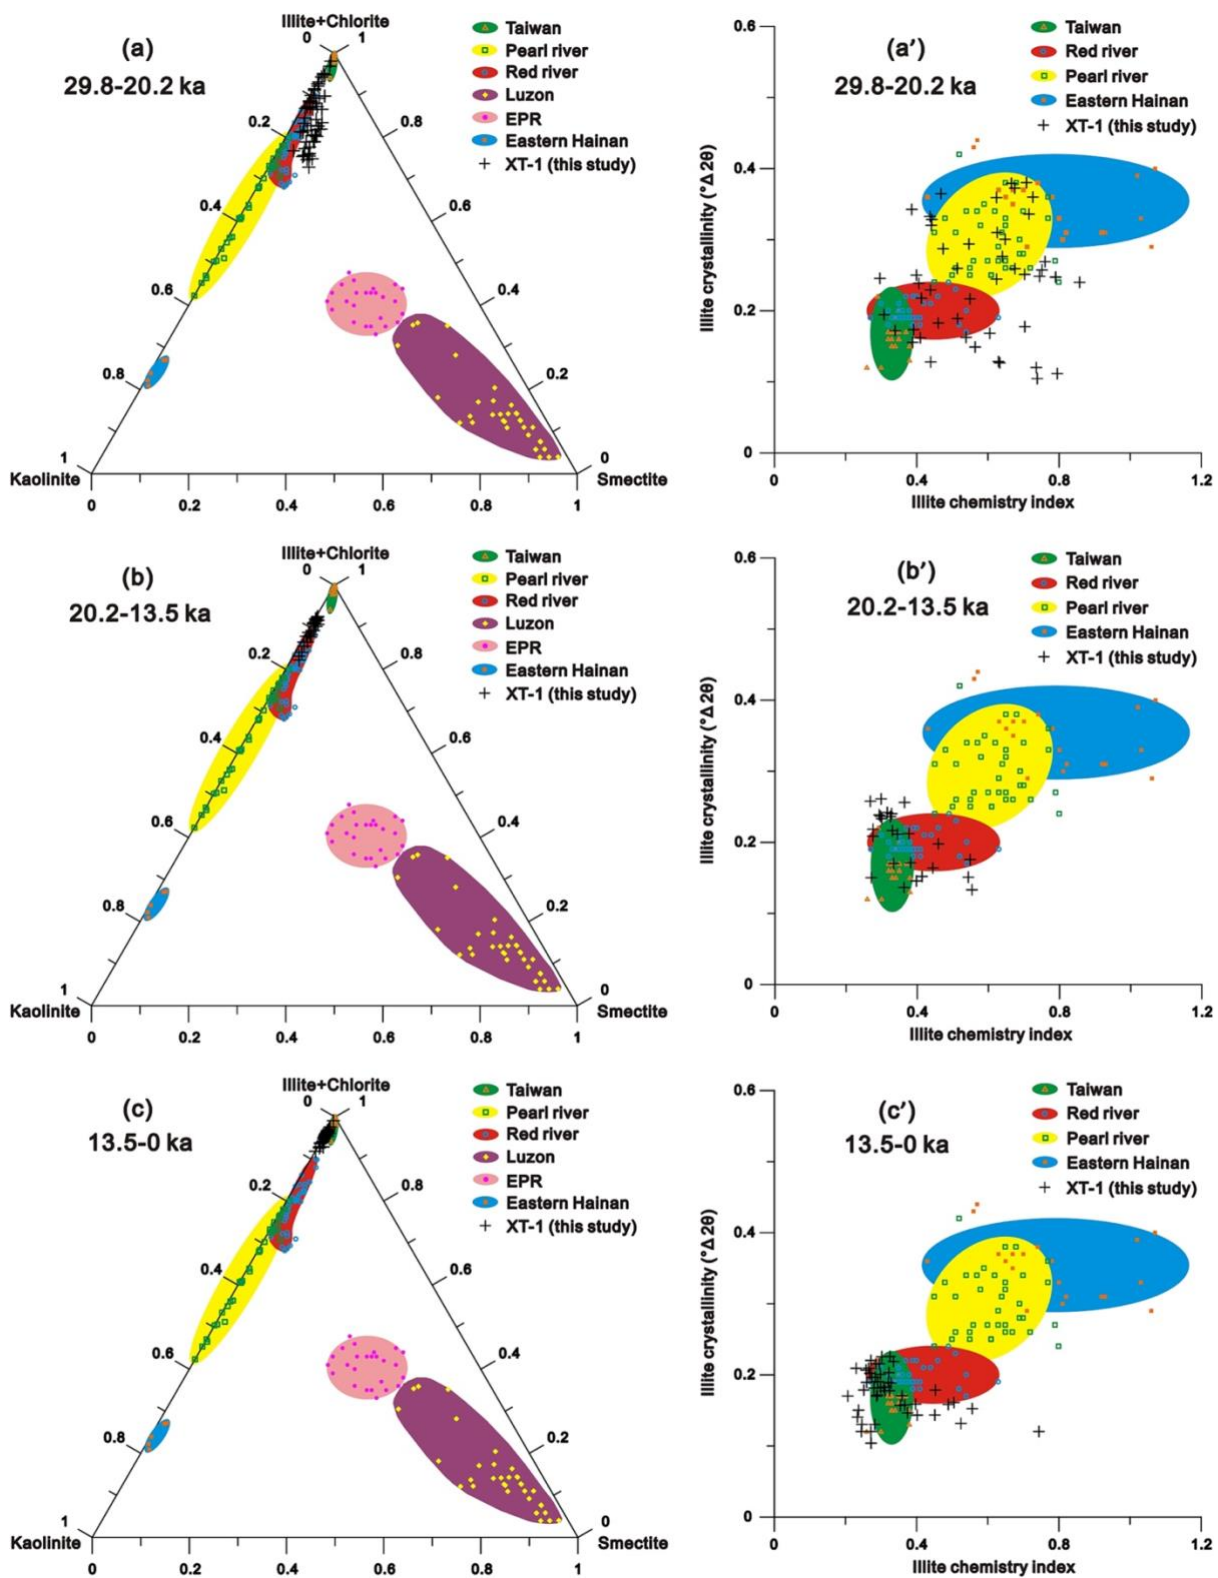 Illite+Chlorite
0 1
(a)
29.8-20.2 ka
Taiwan
Pearl river
Red river
Luzon
EPR
Eastern Hainan
XT-1 (this study)
0.2 0.8
0.4 0.6
0.6 0.4
0.8 0.2
1 0
Kaolinite Smectite
0 0.2 0.4 0.6 0.8 1
(a')
29.8-20.2 ka
Taiwan
Red river
Pearl river
Eastern Hainan
XT-1 (this study)
0.6
0.4
0.2
0
Illite crystallinity (°Δ 2θ)
0 0.4 0.8 1.2
Illite chemistry index
Illite+Chlorite
0 1
(b)
20.2-13.5 ka
Taiwan
Pearl river
Red river
Luzon
EPR
Eastern Hainan
XT-1 (this study)
0.2 0.8
0.4 0.6
0.6 0.4
0.8 0.2
1 0
Kaolinite Smectite
0 0.2 0.4 0.6 0.8 1
(b')
20.2-13.5 ka
Taiwan
Red river
Pearl river
Eastern Hainan
XT-1 (this study)
0.6
0.4
0.2
0
Illite crystallinity (°Δ 2θ)
0 0.4 0.8 1.2
Illite chemistry index
Illite+Chlorite
0 1
(c)
13.5-0 ka
Taiwan
Pearl river
Red river
Luzon
EPR
Eastern Hainan
XT-1 (this study)
0.2 0.8
0.4 0.6
0.6 0.4
0.8 0.2
1 0
Kaolinite Smectite
0 0.2 0.4 0.6 0.8 1
(c')
13.5-0 ka
Taiwan
Red river
Pearl river
Eastern Hainan
XT-1 (this study)
0.6
0.4
0.2
0
Illite crystallinity (°Δ 2θ)
0 0.4 0.8 1.2
Illite chemistry index